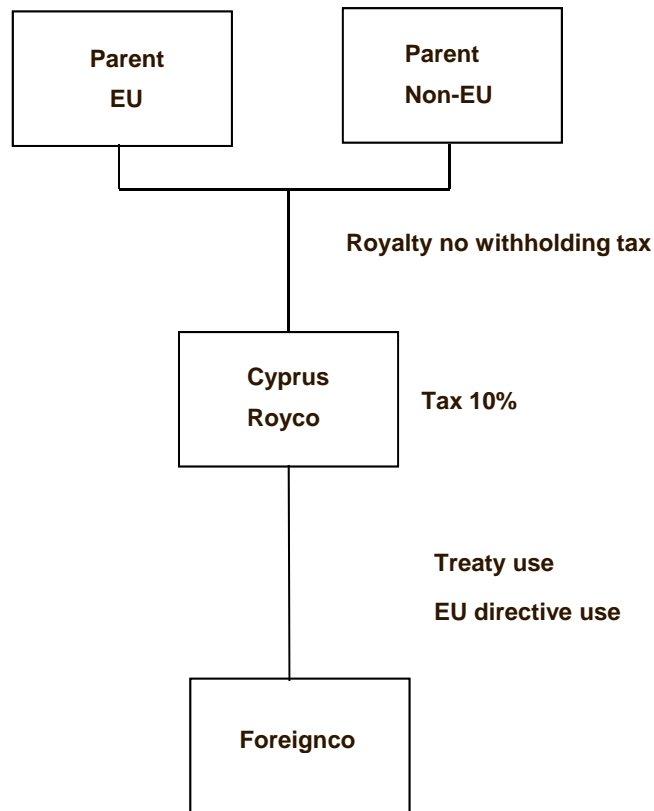 Parent
EU
Parent
Non-EU
Royalty no withholding tax
Cyprus
Royco
Tax 10%
Treaty use
EU directive use
Foreignco